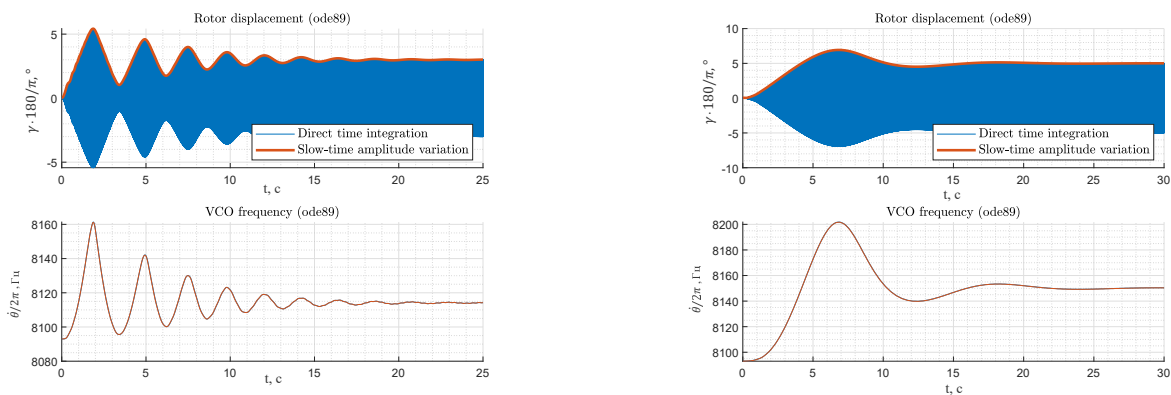 Rotor displacement (ode89)
γ·180/π,°
5
0
-5
Direct time integration
Slow-time amplitude variation
0 5 10 15 20 25
t, c
VCO frequency (ode89)
θ̇/2π ,Гц
8160
8140
8120
8100
8080
0 5 10 15 20 25
t, c
Rotor displacement (ode89)
γ·180/π,°
10
5
0
-5
-10
Direct time integration
Slow-time amplitude variation
0 5 10 15 20 25 30
t, c
VCO frequency (ode89)
θ̇/2π ,Гц
8200
8180
8160
8140
8120
8100
0 5 10 15 20 25 30
t, c